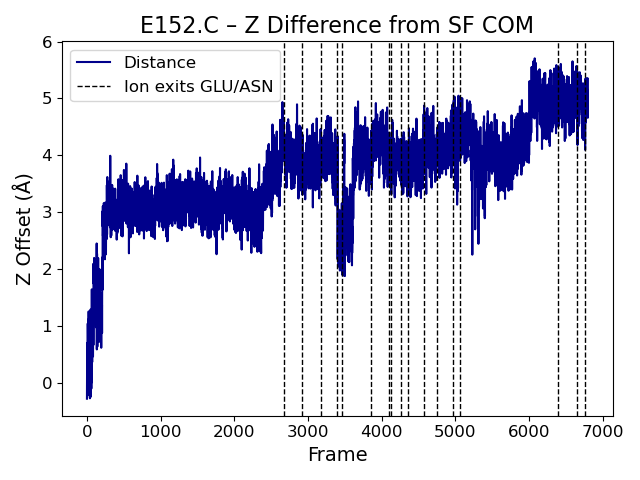 E152.C – Z Difference from SF COM
Distance
Ion exits GLU/ASN
Z Offset (Å)
6
5
4
3
2
1
0
0 1000 2000 3000 4000 5000 6000 7000
Frame